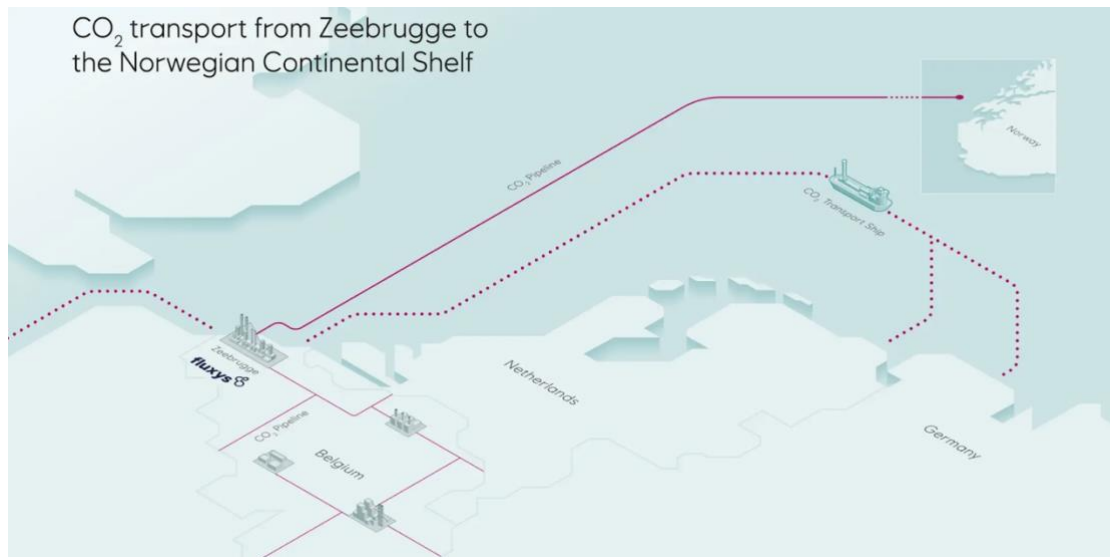 CO₂ transport from Zeebrugge to
the Norwegian Continental Shelf
Norway
CO₂ Pipeline
CO₂ Transport Ship
Zeebrugge
fluxys
Netherlands
CO₂ Pipeline
Belgium
Germany